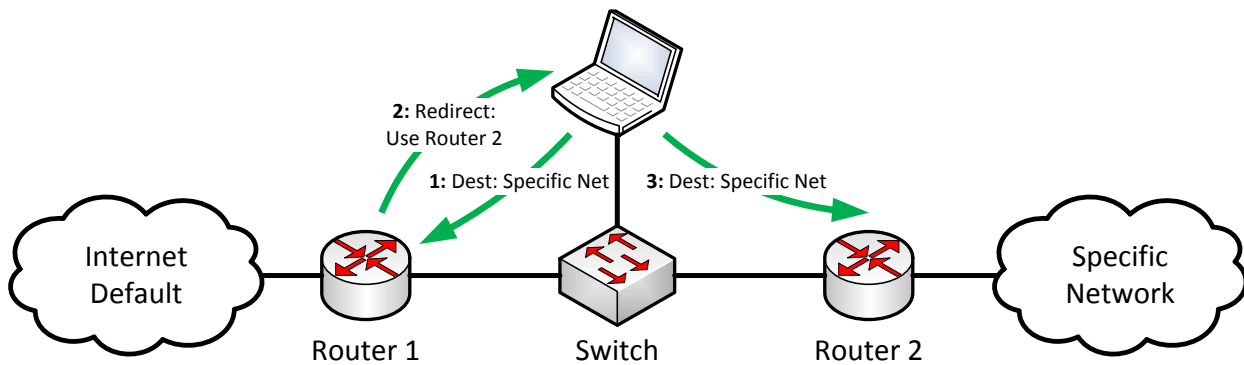 2: Redirect:
Use Router 2
1: Dest: Specific Net
3: Dest: Specific Net
Internet
Default
Specific
Network
Router 1
Switch
Router 2